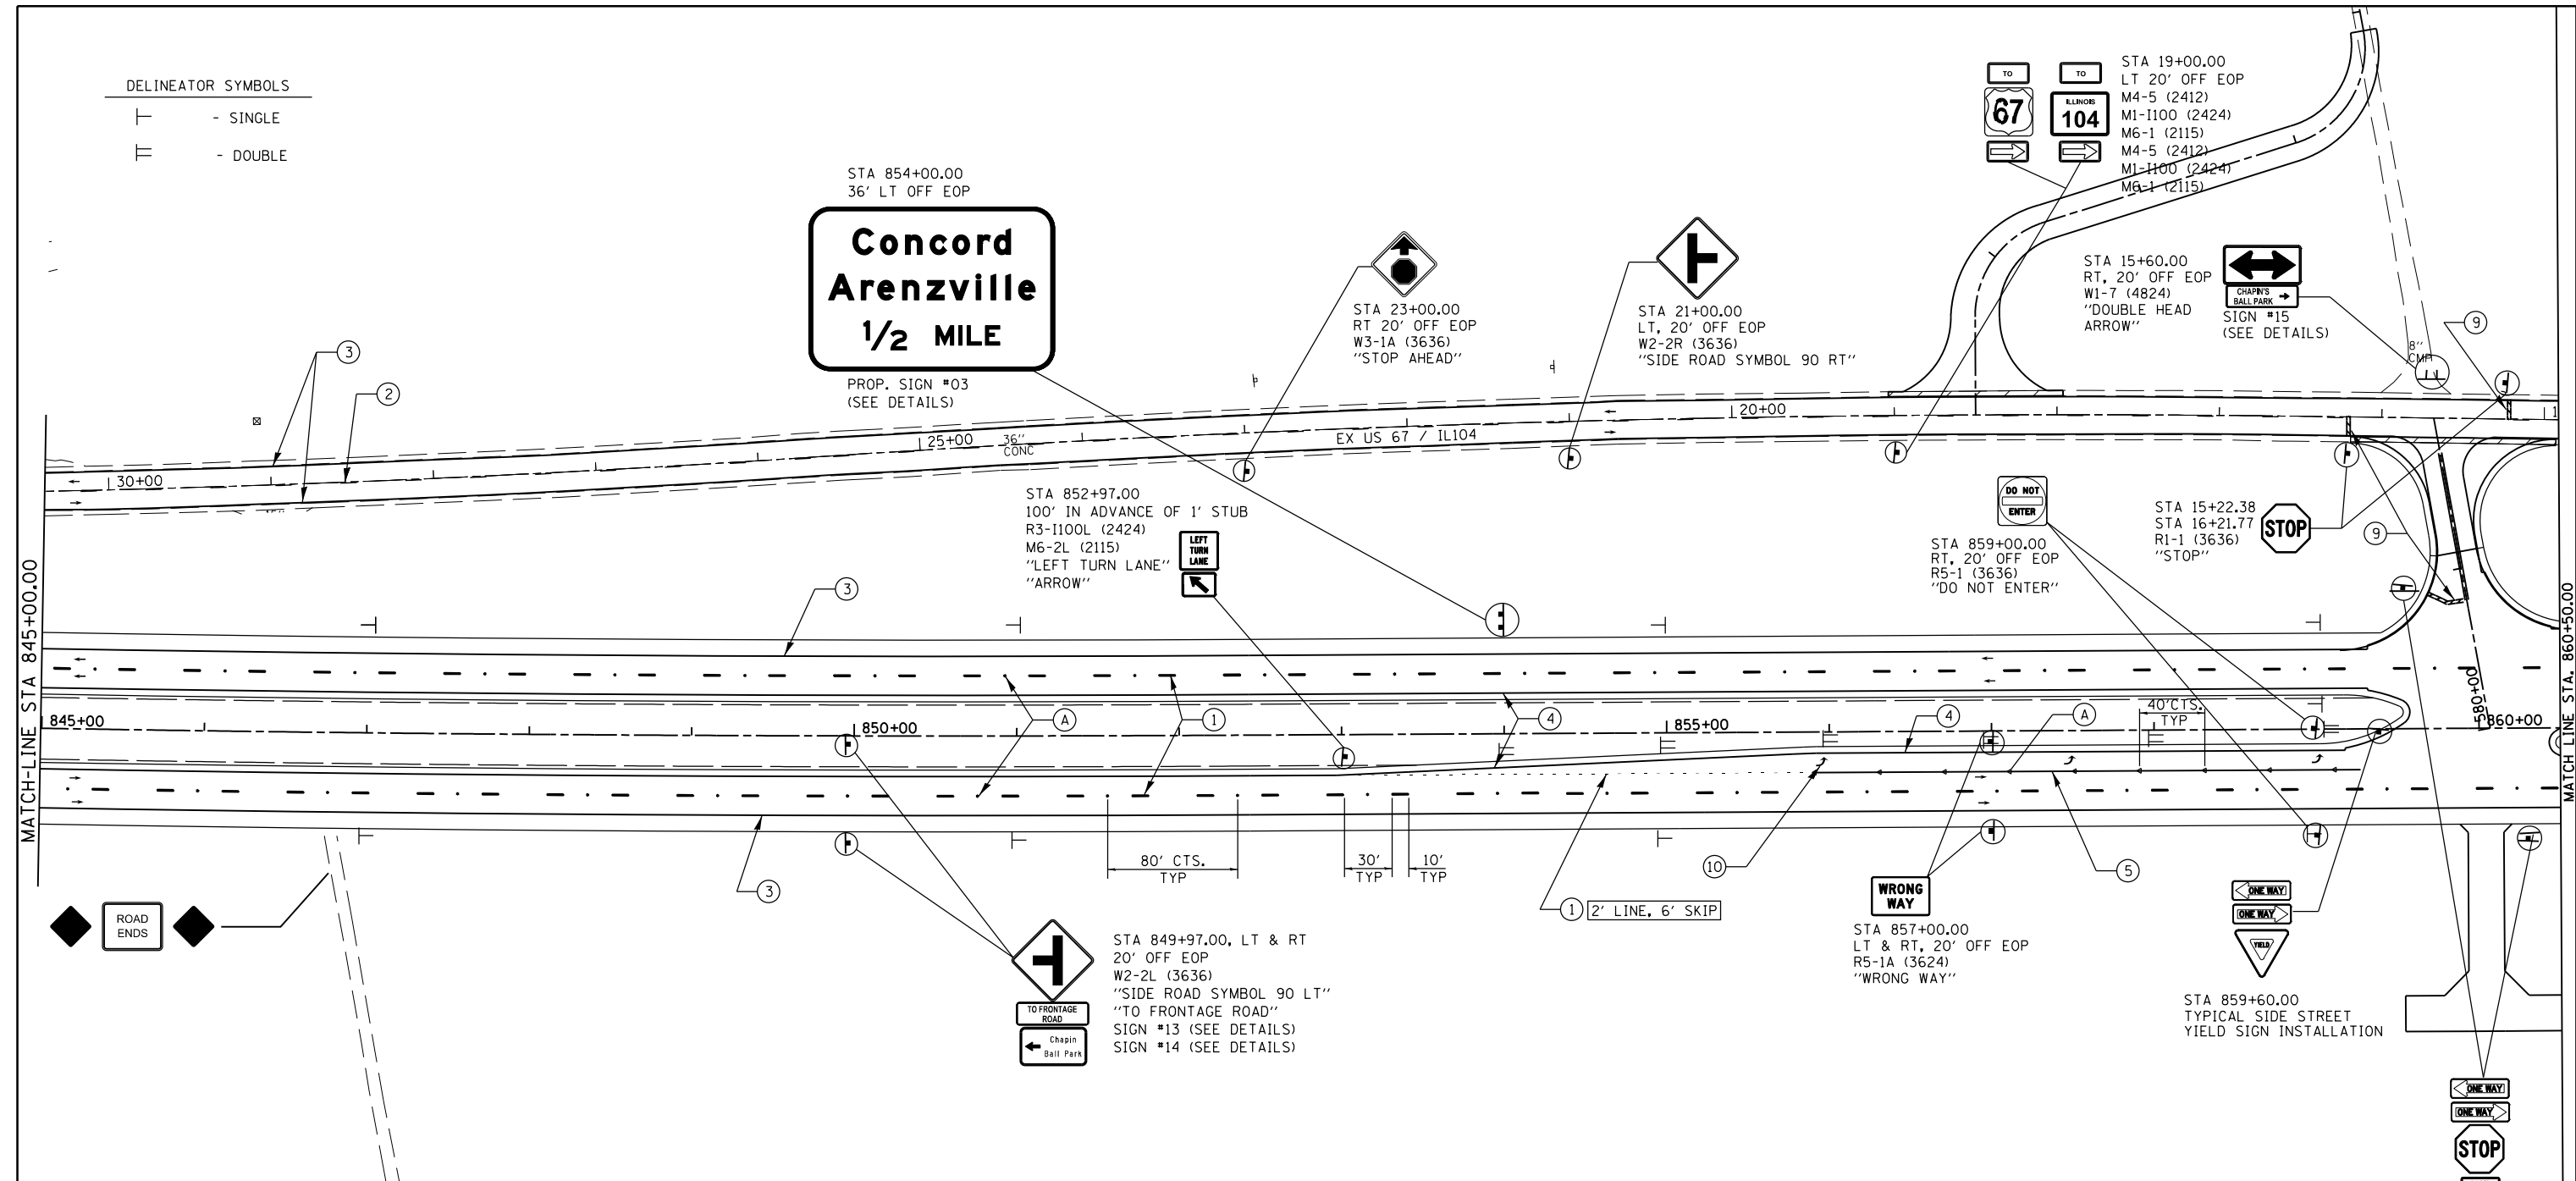 DELINEATOR SYMBOLS
- SINGLE
- DOUBLE
STA 854+00.00
36' LT OFF EOP
Concord
Arenzville
1/2 MILE
PROP. SIGN #03
(SEE DETAILS)
STA 23+00.00
RT 20' OFF EOP
W3-1A (3636)
"STOP AHEAD"
STA 21+00.00
LT, 20' OFF EOP
W2-2R (3636)
"SIDE ROAD SYMBOL 90 RT"
TO
67
TO
ILLINOIS
104
STA 19+00.00
LT 20' OFF EOP
M4-5 (2412)
M1-I100 (2424)
M6-1 (2115)
M4-5 (2412)
M1-I100 (2424)
M6-1 (2115)
STA 15+60.00
RT, 20' OFF EOP
W1-7 (4824)
"DOUBLE HEAD
ARROW"
CHAPIN'S
BALL PARK
SIGN #15
(SEE DETAILS)
9
8"
CMP
3
2
30+00
25+00
36"
CONC
EX US 67 / IL104
20+00
1
STA 852+97.00
100' IN ADVANCE OF 1' STUB
R3-I100L (2424)
M6-2L (2115)
"LEFT TURN LANE"
"ARROW"
LEFT
TURN
LANE
DO NOT
ENTER
STA 859+00.00
RT, 20' OFF EOP
R5-1 (3636)
"DO NOT ENTER"
STA 15+22.38
STA 16+21.77
R1-1 (3636)
"STOP"
STOP
9
3
MATCH-LINE STA 845+00.00
MATCH LINE STA. 860+50.00
845+00
850+00
A
1
4
855+00
4
A
40'CTS.
TYP
580+00
860+00
80' CTS.
TYP
30'
TYP
10'
TYP
3
10
5
1
2' LINE, 6' SKIP
ROAD
ENDS
TO FRONTAGE
ROAD
Chapin
Ball Park
STA 849+97.00, LT & RT
20' OFF EOP
W2-2L (3636)
"SIDE ROAD SYMBOL 90 LT"
"TO FRONTAGE ROAD"
SIGN #13 (SEE DETAILS)
SIGN #14 (SEE DETAILS)
WRONG
WAY
STA 857+00.00
LT & RT, 20' OFF EOP
R5-1A (3624)
"WRONG WAY"
ONE WAY
ONE WAY
YIELD
STA 859+60.00
TYPICAL SIDE STREET
YIELD SIGN INSTALLATION
ONE WAY
ONE WAY
STOP